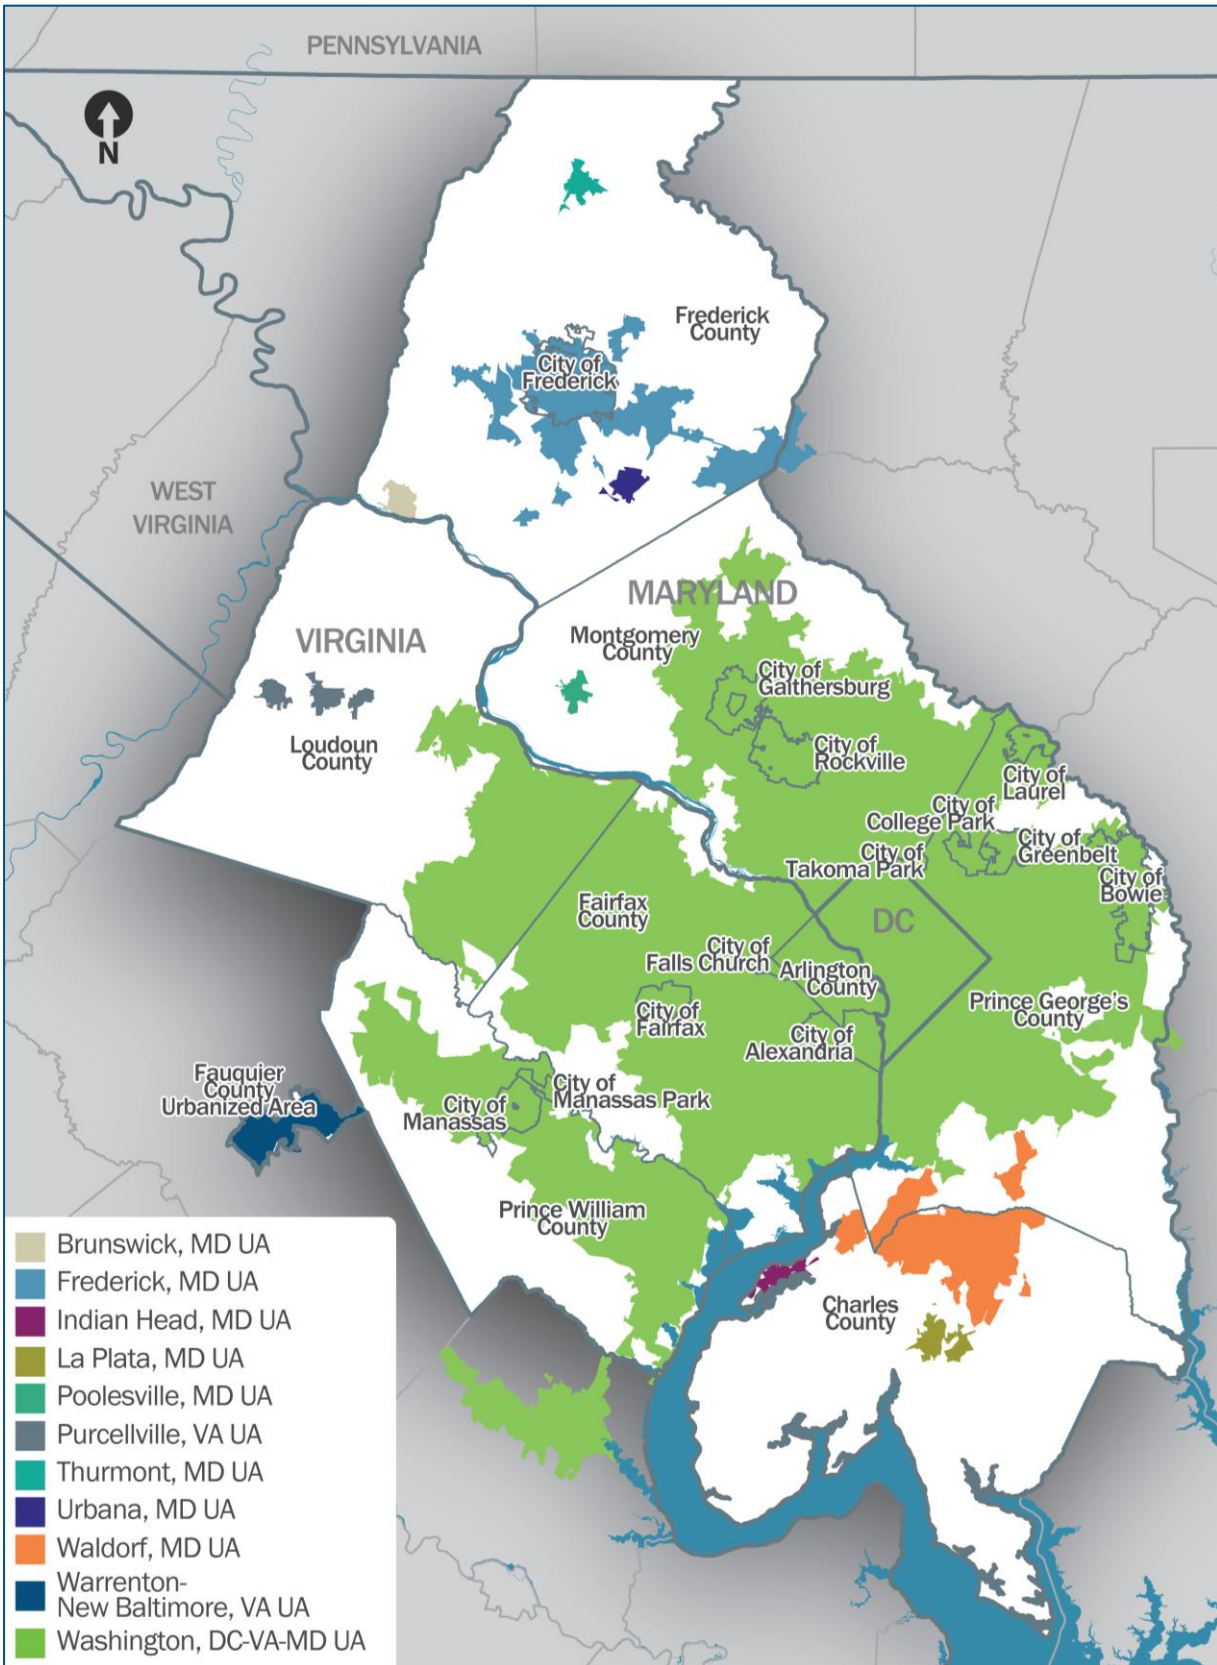 PENNSYLVANIA
N
Frederick
County
City of
Frederick
WEST
VIRGINIA
MARYLAND
VIRGINIA
Montgomery
County
City of
Gaithersburg
City of
Rockville
Loudoun
County
City of
Laurel
City of
College Park
City of
Greenbelt
City of
Takoma Park
City of
Bowie
Fairfax
County
DC
City of
Falls Church
Arlington
County
City of
Fairfax
Prince George's
County
City of
Alexandria
Fauquier
County
Urbanized Area
City of
Manassas Park
City of
Manassas
Prince William
County
Charles
County
Brunswick, MD UA
Frederick, MD UA
Indian Head, MD UA
La Plata, MD UA
Poolesville, MD UA
Purcellville, VA UA
Thurmont, MD UA
Urbana, MD UA
Waldorf, MD UA
Warrenton-
New Baltimore, VA UA
Washington, DC-VA-MD UA